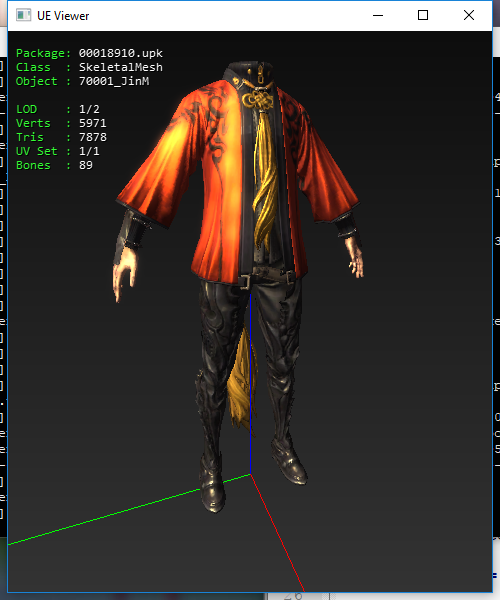 UE Viewer
Package: 00018910.upk
Class : SkeletalMesh
Object : 70001_JinM
LOD : 1/2
Verts : 5971
Tris : 7878
UV Set : 1/1
Bones : 89
26